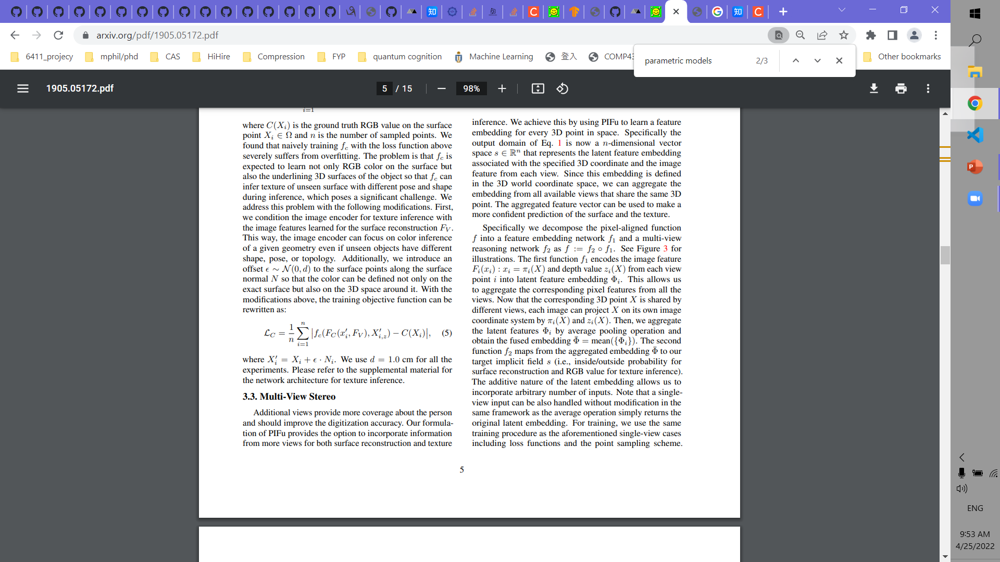 知
C
知
C
arxiv.org/pdf/1905.05172.pdf
6411_projecy
mphil/phd
CAS
HiHire
Compression
FYP
quantum cognition
Machine Learning
登入
COMP43
Other bookmarks
parametric models
2/3
1905.05172.pdf
5 / 15
98%
i=1
where C(X_i) is the ground truth RGB value on the surface
point X_i ∈ Ω and n is the number of sampled points. We
found that naively training f_c with the loss function above
severely suffers from overfitting. The problem is that f_c is
expected to learn not only RGB color on the surface but
also the underlining 3D surfaces of the object so that f_c can
infer texture of unseen surface with different pose and shape
during inference, which poses a significant challenge. We
address this problem with the following modifications. First,
we condition the image encoder for texture inference with
the image features learned for the surface reconstruction F_V.
This way, the image encoder can focus on color inference
of a given geometry even if unseen objects have different
shape, pose, or topology. Additionally, we introduce an
offset ϵ ∼ 𝒩(0, d) to the surface points along the surface
normal N so that the color can be defined not only on the
exact surface but also on the 3D space around it. With the
modifications above, the training objective function can be
rewritten as:
ℒ_C = 1/n ∑_{i=1}^{n} |f_c(F_C(x′_i, F_V), X′_{i,z}) − C(X_i)|, (5)
where X′_i = X_i + ϵ · N_i. We use d = 1.0 cm for all the
experiments. Please refer to the supplemental material for
the network architecture for texture inference.
3.3. Multi-View Stereo
Additional views provide more coverage about the person
and should improve the digitization accuracy. Our formula-
tion of PIFu provides the option to incorporate information
from more views for both surface reconstruction and texture
inference. We achieve this by using PIFu to learn a feature
embedding for every 3D point in space. Specifically the
output domain of Eq. 1 is now a n-dimensional vector
space s ∈ ℝ^n that represents the latent feature embedding
associated with the specified 3D coordinate and the image
feature from each view. Since this embedding is defined
in the 3D world coordinate space, we can aggregate the
embedding from all available views that share the same 3D
point. The aggregated feature vector can be used to make a
more confident prediction of the surface and the texture.
Specifically we decompose the pixel-aligned function
f into a feature embedding network f_1 and a multi-view
reasoning network f_2 as f := f_2 ∘ f_1. See Figure 3 for
illustrations. The first function f_1 encodes the image feature
F_i(x_i) : x_i = π_i(X) and depth value z_i(X) from each view
point i into latent feature embedding Φ_i. This allows us
to aggregate the corresponding pixel features from all the
views. Now that the corresponding 3D point X is shared by
different views, each image can project X on its own image
coordinate system by π_i(X) and z_i(X). Then, we aggregate
the latent features Φ_i by average pooling operation and
obtain the fused embedding Φ̄ = mean({Φ_i}). The second
function f_2 maps from the aggregated embedding Φ̄ to our
target implicit field s (i.e., inside/outside probability for
surface reconstruction and RGB value for texture inference).
The additive nature of the latent embedding allows us to
incorporate arbitrary number of inputs. Note that a single-
view input can be also handled without modification in the
same framework as the average operation simply returns the
original latent embedding. For training, we use the same
training procedure as the aforementioned single-view cases
including loss functions and the point sampling scheme.
5
ENG
9:53 AM
4/25/2022